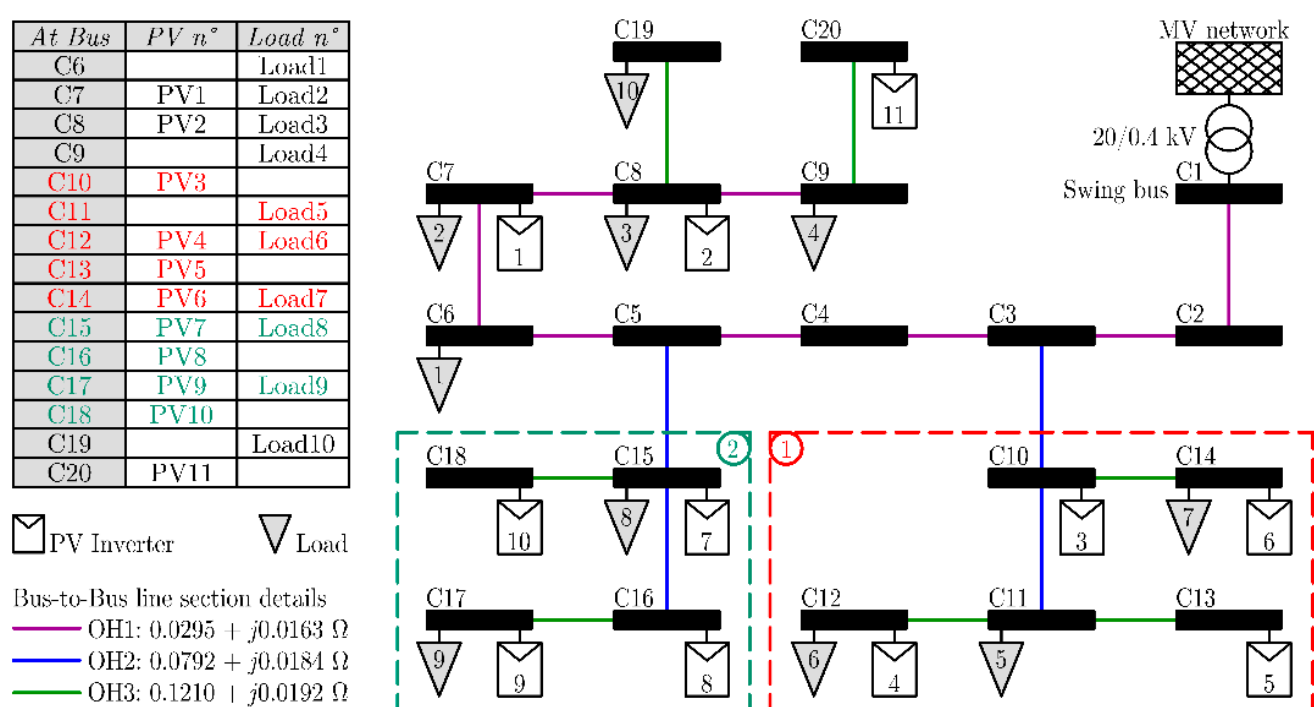 At Bus PV n° Load n°
C6 Load1
C7 PV1 Load2
C8 PV2 Load3
C9 Load4
C10 PV3
C11 Load5
C12 PV4 Load6
C13 PV5
C14 PV6 Load7
C15 PV7 Load8
C16 PV8
C17 PV9 Load9
C18 PV10
C19 Load10
C20 PV11
PV Inverter Load
Bus-to-Bus line section details
OH1: 0.0295 + j0.0163 Ω
OH2: 0.0792 + j0.0184 Ω
OH3: 0.1210 + j0.0192 Ω
C19 C20 MV network
10 11
20/0.4 kV
C7 C8 C9 C1
Swing bus
2 1 3 2 4
C6 C5 C4 C3 C2
1
2 1
C18 C15 C10 C14
10 8 7 3 7 6
C17 C16 C12 C11 C13
9 9 8 6 4 5 5